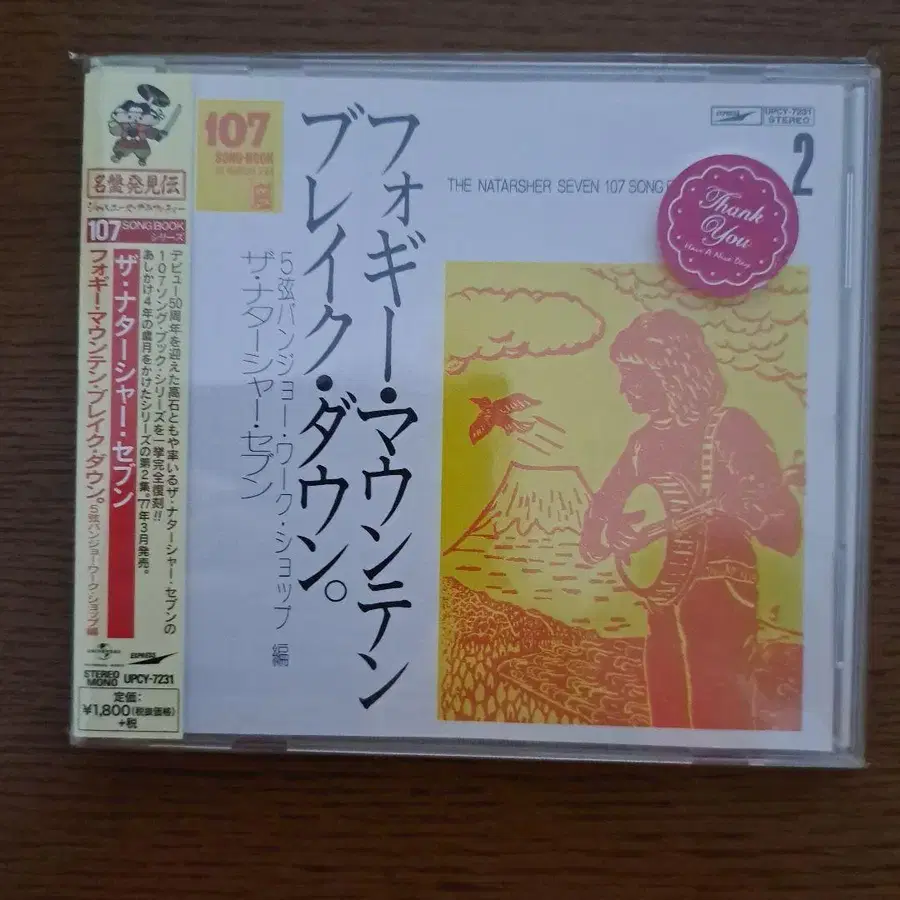 名盤発見伝
107 SONG BOOK
シリーズ
デビュー50周年を迎えた高石ともや率いるザ・ナターシャー・セブンの
107ソング・ブック・シリーズを一挙完全復刻!!
あしかけ4年の歳月をかけたシリーズの第2集。'77年3月発売。
ザ・ナターシャー・セブン
フォギー・マウンテン・ブレイク・ダウン。5弦バンジョー・ワーク・ショップ編
UNIVERSAL
EXPRESS
STEREO
MONO
UPCY-7231
定価:
¥1,800(税抜価格)
+税
107
SONG・BOOK
フォギー・マウンテン
ブレイク・ダウン。
5弦バンジョー・ワーク・ショップ 編
ザ・ナターシャー・セブン
EXPRESS
UPCY-7231
STEREO
2
THE NATARSHER SEVEN 107 SONG
Thank
You
Have A Nice Day